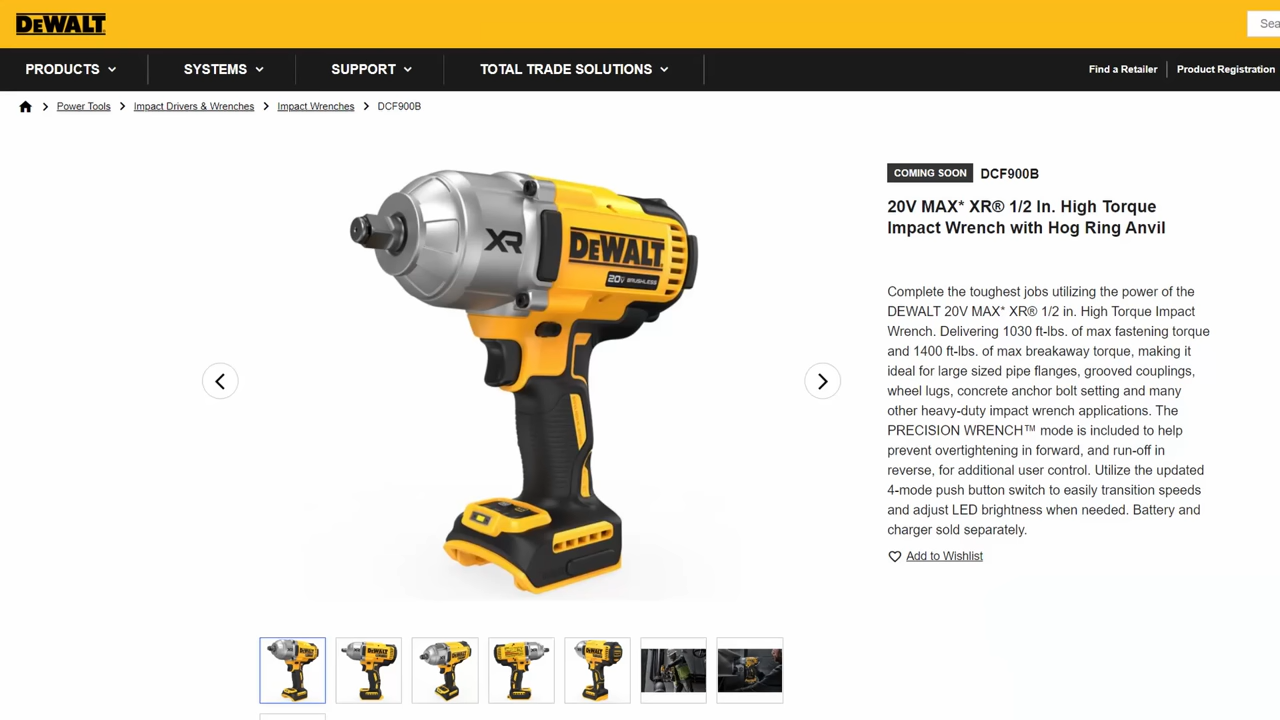 DEWALT
Sea
PRODUCTS
SYSTEMS
SUPPORT
TOTAL TRADE SOLUTIONS
Find a Retailer
Product Registration
Power Tools
Impact Drivers & Wrenches
Impact Wrenches
DCF900B
XR
DEWALT
20V BRUSHLESS
COMING SOON DCF900B
20V MAX* XR® 1/2 In. High Torque
Impact Wrench with Hog Ring Anvil
Complete the toughest jobs utilizing the power of the
DEWALT 20V MAX* XR® 1/2 in. High Torque Impact
Wrench. Delivering 1030 ft-lbs. of max fastening torque
and 1400 ft-lbs. of max breakaway torque, making it
ideal for large sized pipe flanges, grooved couplings,
wheel lugs, concrete anchor bolt setting and many
other heavy-duty impact wrench applications. The
PRECISION WRENCH™ mode is included to help
prevent overtightening in forward, and run-off in
reverse, for additional user control. Utilize the updated
4-mode push button switch to easily transition speeds
and adjust LED brightness when needed. Battery and
charger sold separately.
Add to Wishlist